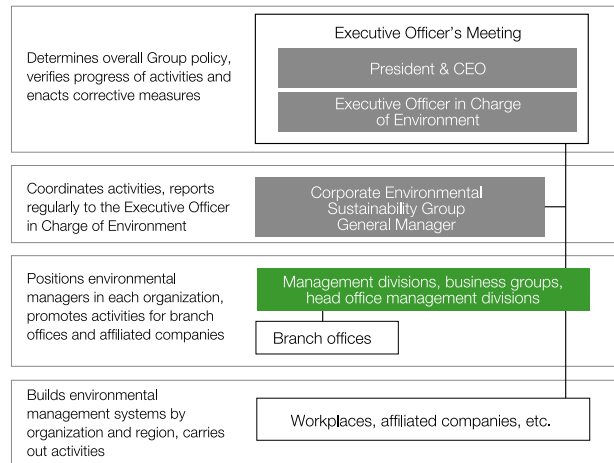 Determines overall Group policy,
verifies progress of activities and
enacts corrective measures
Executive Officer's Meeting
President & CEO
Executive Officer in Charge
of Environment
Coordinates activities, reports
regularly to the Executive Officer
in Charge of Environment
Corporate Environmental
Sustainability Group
General Manager
Positions environmental
managers in each organization,
promotes activities for branch
offices and affiliated companies
Management divisions, business groups,
head office management divisions
Branch offices
Builds environmental
management systems by
organization and region, carries
out activities
Workplaces, affiliated companies, etc.